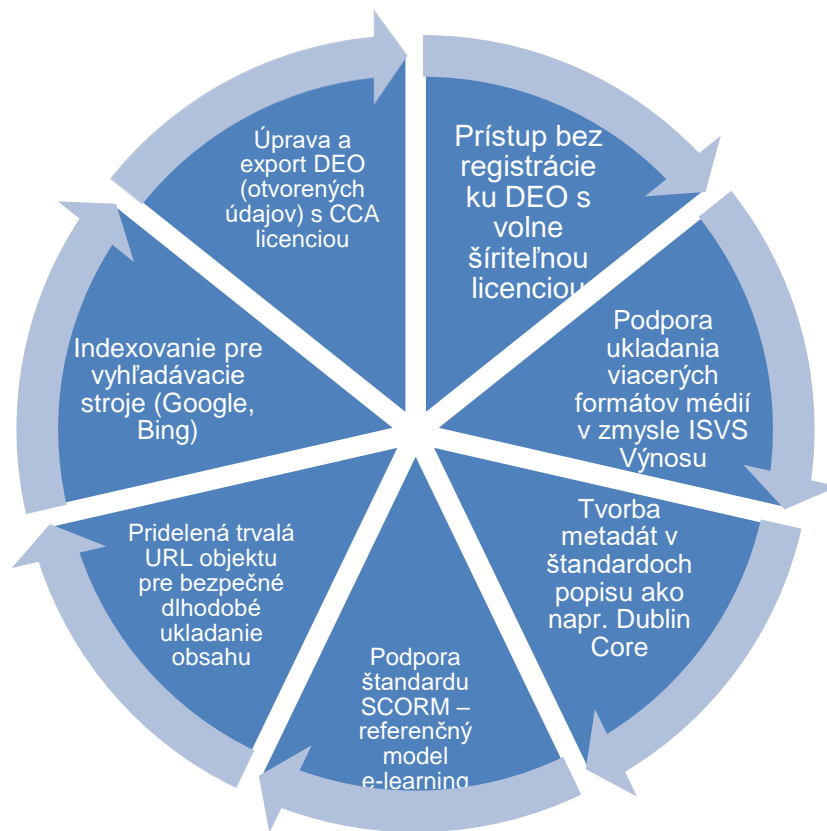 Prístup bez
registrácie
ku DEO s
volne
šíriteľnou
licenciou
Podpora
ukladania
viacerých
formátov médií
v zmysle ISVS
Výnosu
Tvorba
metadát v
štandardoch
popisu ako
napr. Dublin
Core
Podpora
štandardu
SCORM –
referenčný
model
e-learning
Pridelená trvalá
URL objektu
pre bezpečné
dlhodobé
ukladanie
obsahu
Indexovanie pre
vyhľadávacie
stroje (Google,
Bing)
Úprava a
export DEO
(otvorených
údajov) s CCA
licenciou